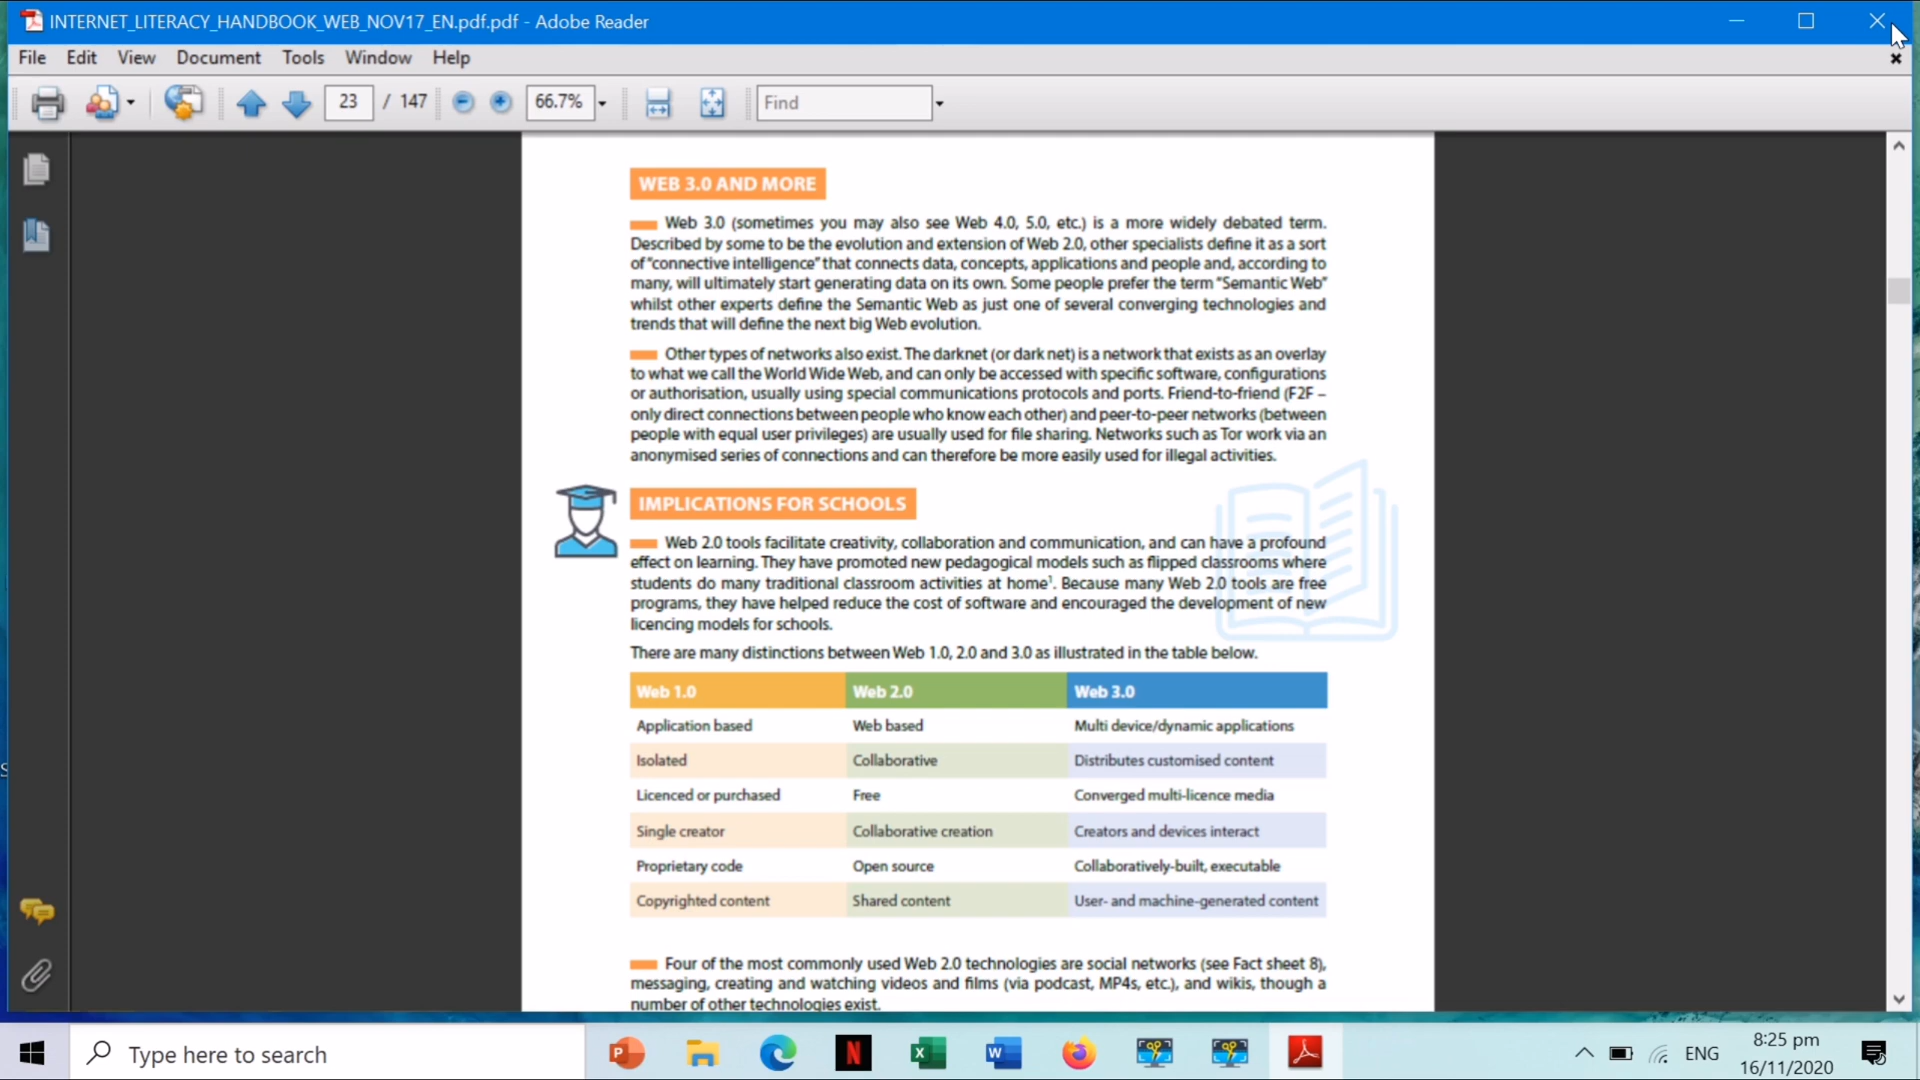 INTERNET_LITERACY_HANDBOOK_WEB_NOV17_EN.pdf.pdf - Adobe Reader
File Edit View Document Tools Window Help
23 / 147 66.7% Find
WEB 3.0 AND MORE
Web 3.0 (sometimes you may also see Web 4.0, 5.0, etc.) is a more widely debated term.
Described by some to be the evolution and extension of Web 2.0, other specialists define it as a sort
of "connective intelligence" that connects data, concepts, applications and people and, according to
many, will ultimately start generating data on its own. Some people prefer the term "Semantic Web"
whilst other experts define the Semantic Web as just one of several converging technologies and
trends that will define the next big Web evolution.
Other types of networks also exist. The darknet (or dark net) is a network that exists as an overlay
to what we call the World Wide Web, and can only be accessed with specific software, configurations
or authorisation, usually using special communications protocols and ports. Friend-to-friend (F2F –
only direct connections between people who know each other) and peer-to-peer networks (between
people with equal user privileges) are usually used for file sharing. Networks such as Tor work via an
anonymised series of connections and can therefore be more easily used for illegal activities.
IMPLICATIONS FOR SCHOOLS
Web 2.0 tools facilitate creativity, collaboration and communication, and can have a profound
effect on learning. They have promoted new pedagogical models such as flipped classrooms where
students do many traditional classroom activities at home¹. Because many Web 2.0 tools are free
programs, they have helped reduce the cost of software and encouraged the development of new
licencing models for schools.
There are many distinctions between Web 1.0, 2.0 and 3.0 as illustrated in the table below.
Web 1.0 Web 2.0 Web 3.0
Application based Web based Multi device/dynamic applications
Isolated Collaborative Distributes customised content
Licenced or purchased Free Converged multi-licence media
Single creator Collaborative creation Creators and devices interact
Proprietary code Open source Collaboratively-built, executable
Copyrighted content Shared content User- and machine-generated content
Four of the most commonly used Web 2.0 technologies are social networks (see Fact sheet 8),
messaging, creating and watching videos and films (via podcast, MP4s, etc.), and wikis, though a
number of other technologies exist.
Type here to search
ENG
8:25 pm
16/11/2020